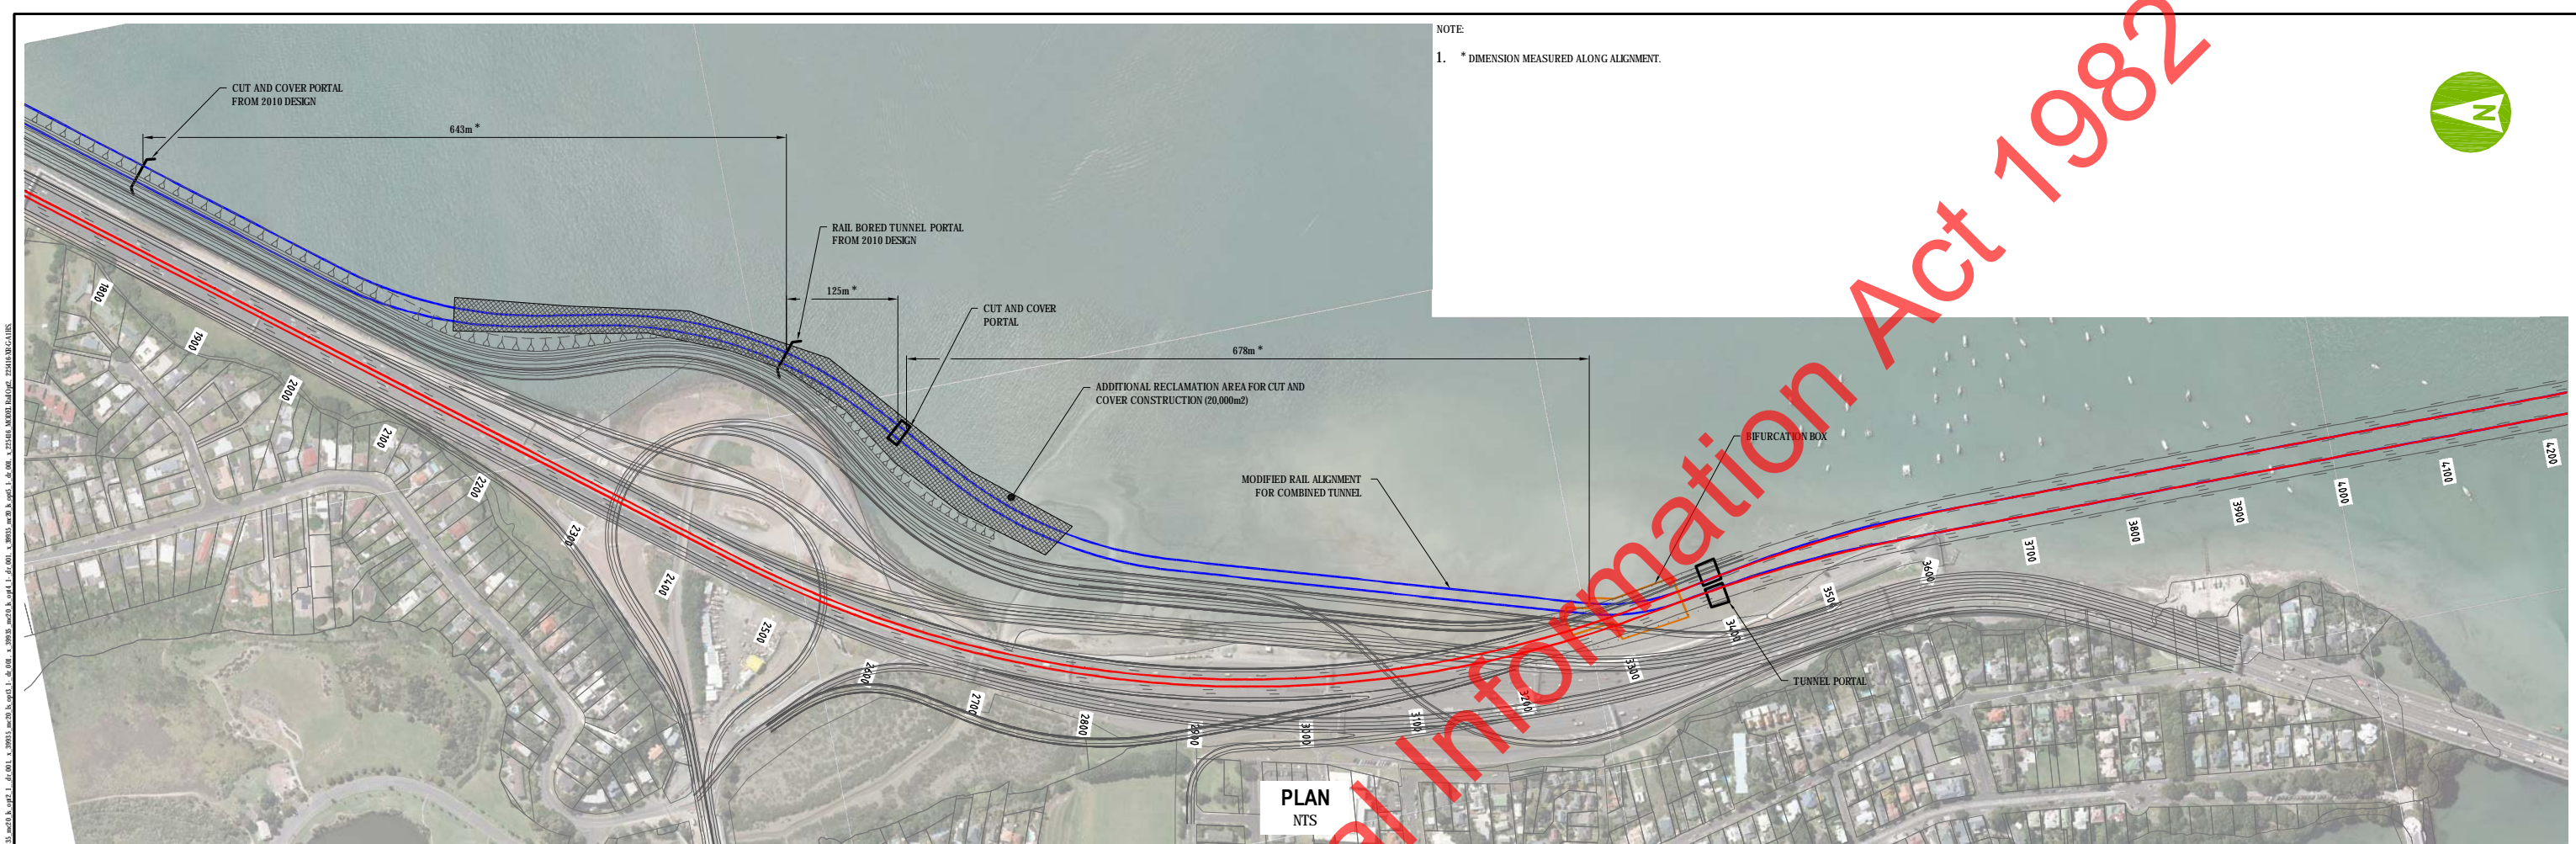 NOTE:
1. * DIMENSION MEASURED ALONG ALIGNMENT.
N
CUT AND COVER PORTAL
FROM 2010 DESIGN
643m *
RAIL BORED TUNNEL PORTAL
FROM 2010 DESIGN
125m *
CUT AND COVER
PORTAL
678m *
ADDITIONAL RECLAMATION AREA FOR CUT AND
COVER CONSTRUCTION (20,000m2)
BIFURCATION BOX
MODIFIED RAIL ALIGNMENT
FOR COMBINED TUNNEL
TUNNEL PORTAL
1800
1900
2000
2100
2200
2300
2400
2500
2600
2700
2800
2900
3000
3100
3200
3300
3400
3500
3600
3700
3800
3900
4000
4100
4200
PLAN
NTS
al Information Act 1982